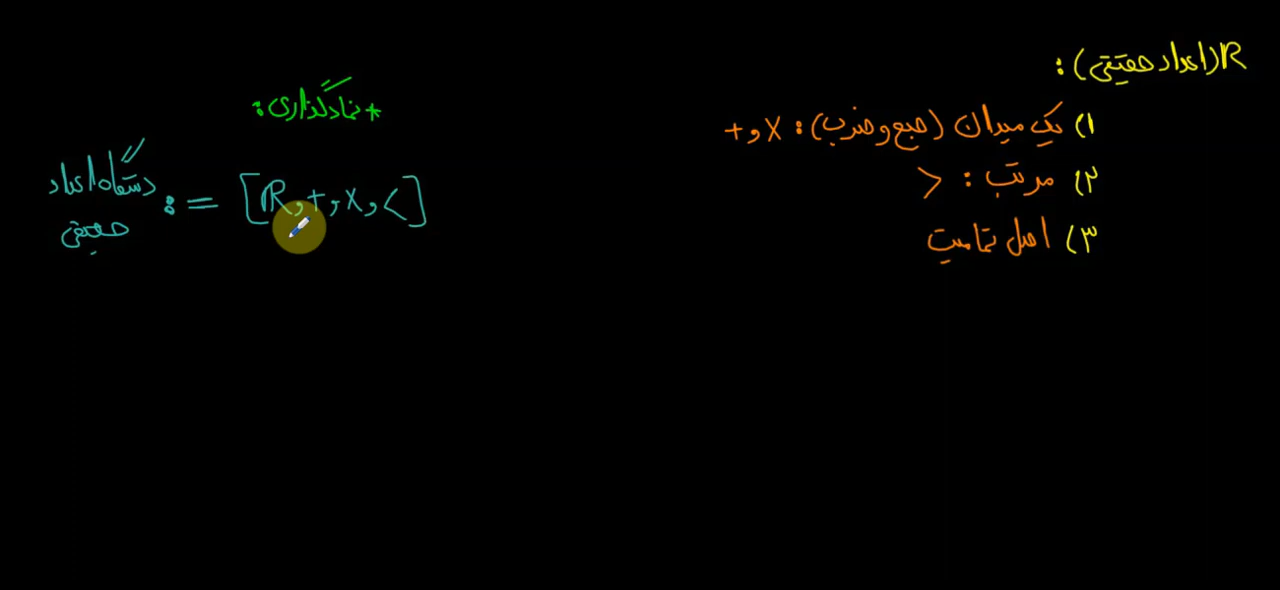 R(اعداد حقیقی):
۱) یک میدان (جمع و ضرب): × و +
۲) مرتب: <
۳) اصل تمامیت
* نمادگذاری:
دستگاه اعداد
حقیقی := [R, +, ×, <]